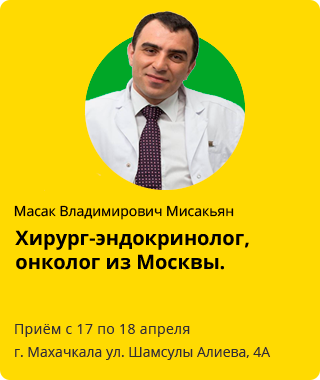 Масак Владимирович Мисакьян
Хирург-эндокринолог,
онколог из Москвы.
Приём с 17 по 18 апреля
г. Махачкала ул. Шамсулы Алиева, 4А